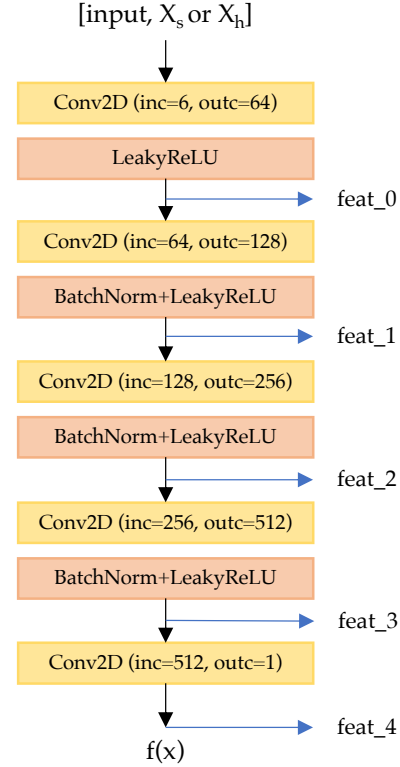 [input, X_s or X_h]
Conv2D (inc=6, outc=64)
LeakyReLU
feat_0
Conv2D (inc=64, outc=128)
BatchNorm+LeakyReLU
feat_1
Conv2D (inc=128, outc=256)
BatchNorm+LeakyReLU
feat_2
Conv2D (inc=256, outc=512)
BatchNorm+LeakyReLU
feat_3
Conv2D (inc=512, outc=1)
feat_4
f(x)